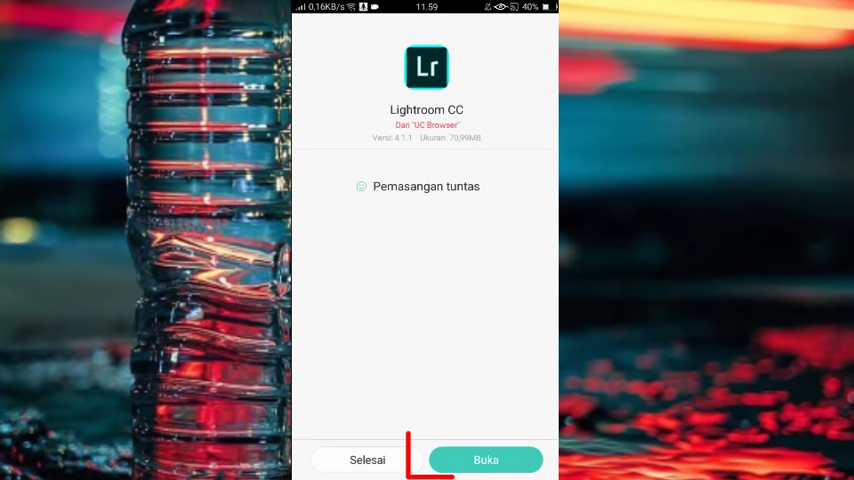 0,16KB/s 11.59 40%
Lr
Lightroom CC
Dari "UC Browser"
Versi: 4.1.1 Ukuran: 70,99MB
Pemasangan tuntas
Selesai Buka